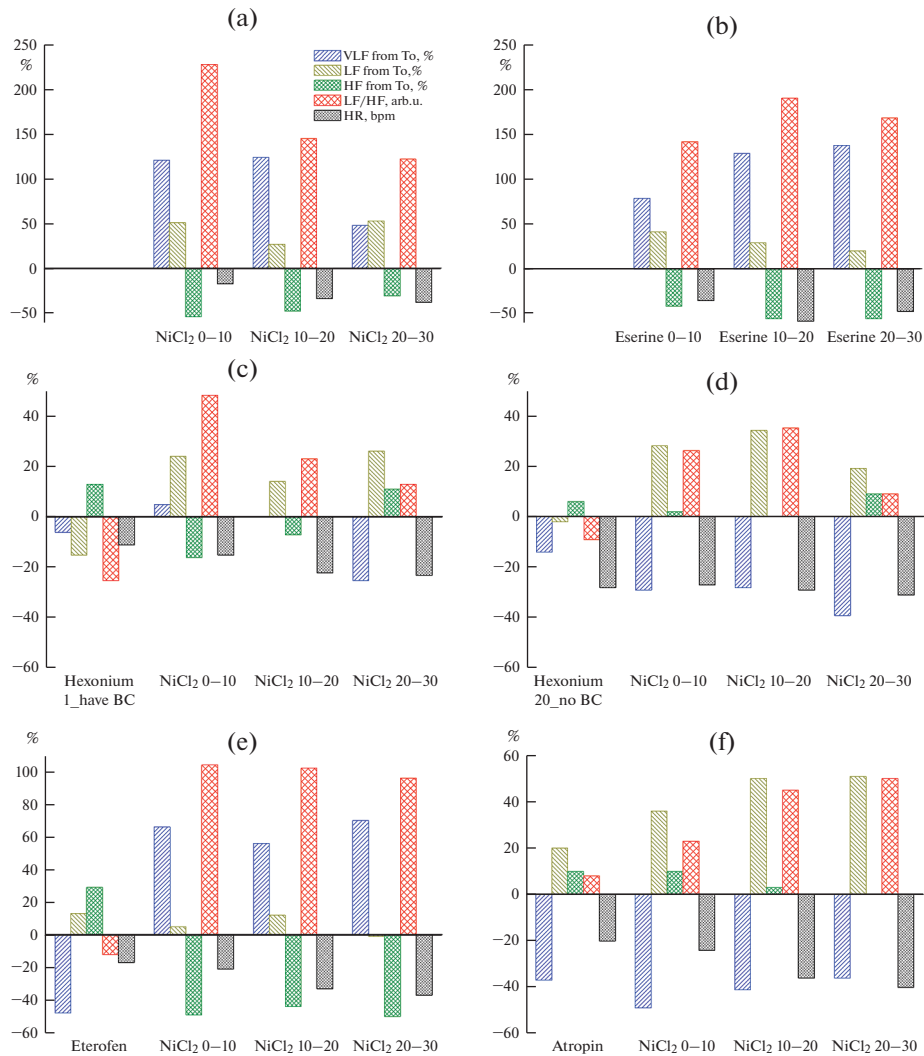 (a)
250
%
200
150
100
50
0
−50
VLF from To, %
LF from To,%
HF from To, %
LF/HF, arb.u.
HR, bpm
NiCl2 0−10 NiCl2 10−20 NiCl2 20−30
(b)
250
%
200
150
100
50
0
−50
Eserine 0−10 Eserine 10−20 Eserine 20−30
(c)
%
40
20
0
−20
−40
−60
Hexonium NiCl2 0−10 NiCl2 10−20 NiCl2 20−30
1_have BC
(d)
%
40
20
0
−20
−40
−60
Hexonium NiCl2 0−10 NiCl2 10−20 NiCl2 20−30
20_no BC
(e)
%
100
80
60
40
20
0
−20
−40
−60
Eterofen NiCl2 0−10 NiCl2 10−20 NiCl2 20−30
(f)
%
60
40
20
0
−20
−40
−60
Atropin NiCl2 0−10 NiCl2 10−20 NiCl2 20−30